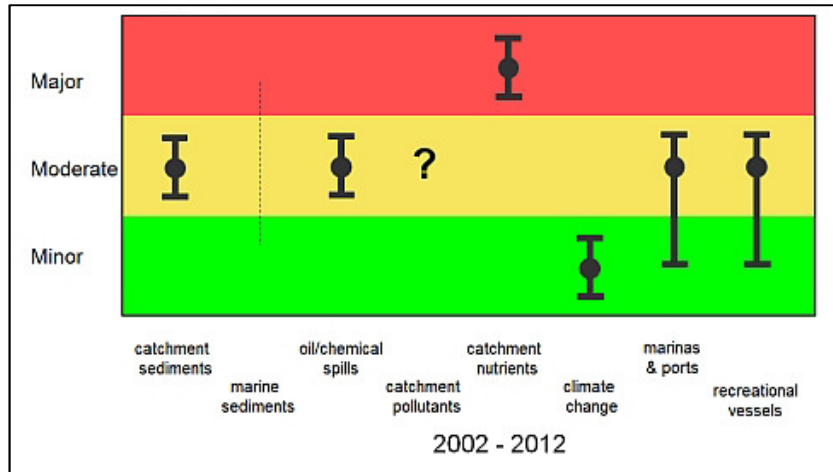 Major
Moderate
Minor
?
catchment
sediments
marine
sediments
oil/chemical
spills
catchment
pollutants
catchment
nutrients
climate
change
marinas
& ports
recreational
vessels
2002 - 2012